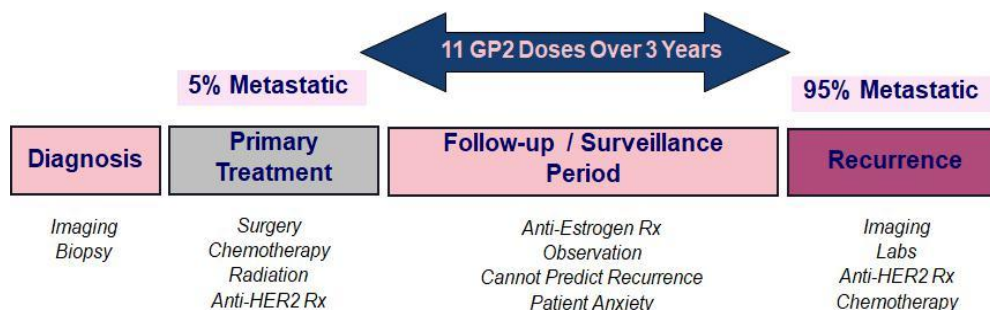 11 GP2 Doses Over 3 Years
5% Metastatic
95% Metastatic
Diagnosis
Primary
Treatment
Follow-up / Surveillance
Period
Recurrence
Imaging
Biopsy
Surgery
Chemotherapy
Radiation
Anti-HER2 Rx
Anti-Estrogen Rx
Observation
Cannot Predict Recurrence
Patient Anxiety
Imaging
Labs
Anti-HER2 Rx
Chemotherapy